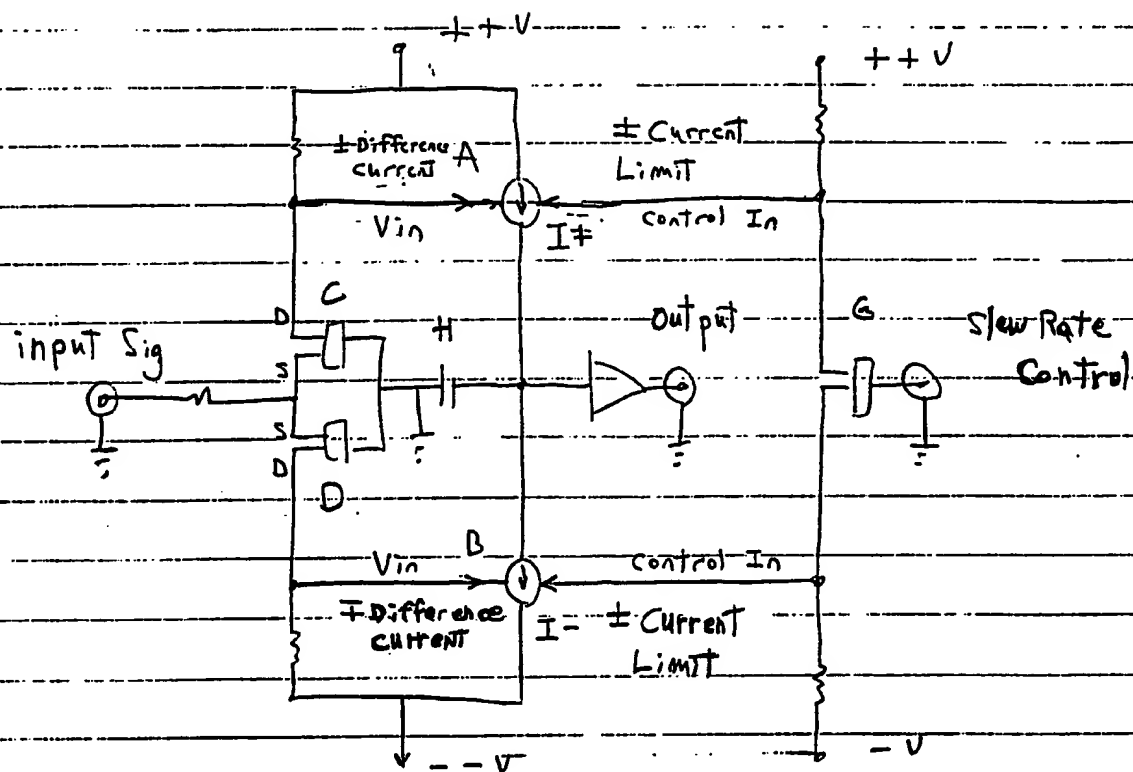 ++V
++V
± Difference A
current
± Current
Limit
Vin
I∓
Control In
C
D
H
Output
G
input Sig
Slew Rate
Control
S
S
D
D
B
Vin
Control In
∓ Difference
current
I- ± Current
Limit
--V
-V